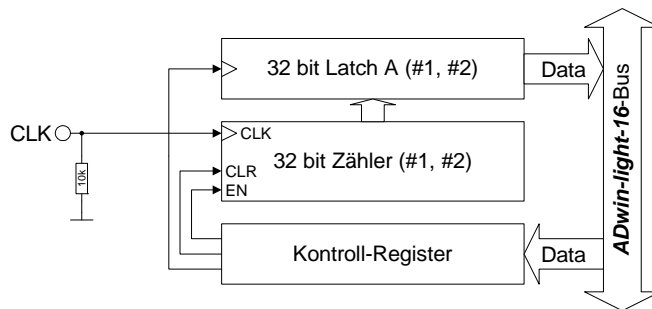 32 bit Latch A (#1, #2)
Data
CLK
CLK
32 bit Zähler (#1, #2)
CLR
EN
10k
Kontroll-Register
Data
ADwin-light-16-Bus